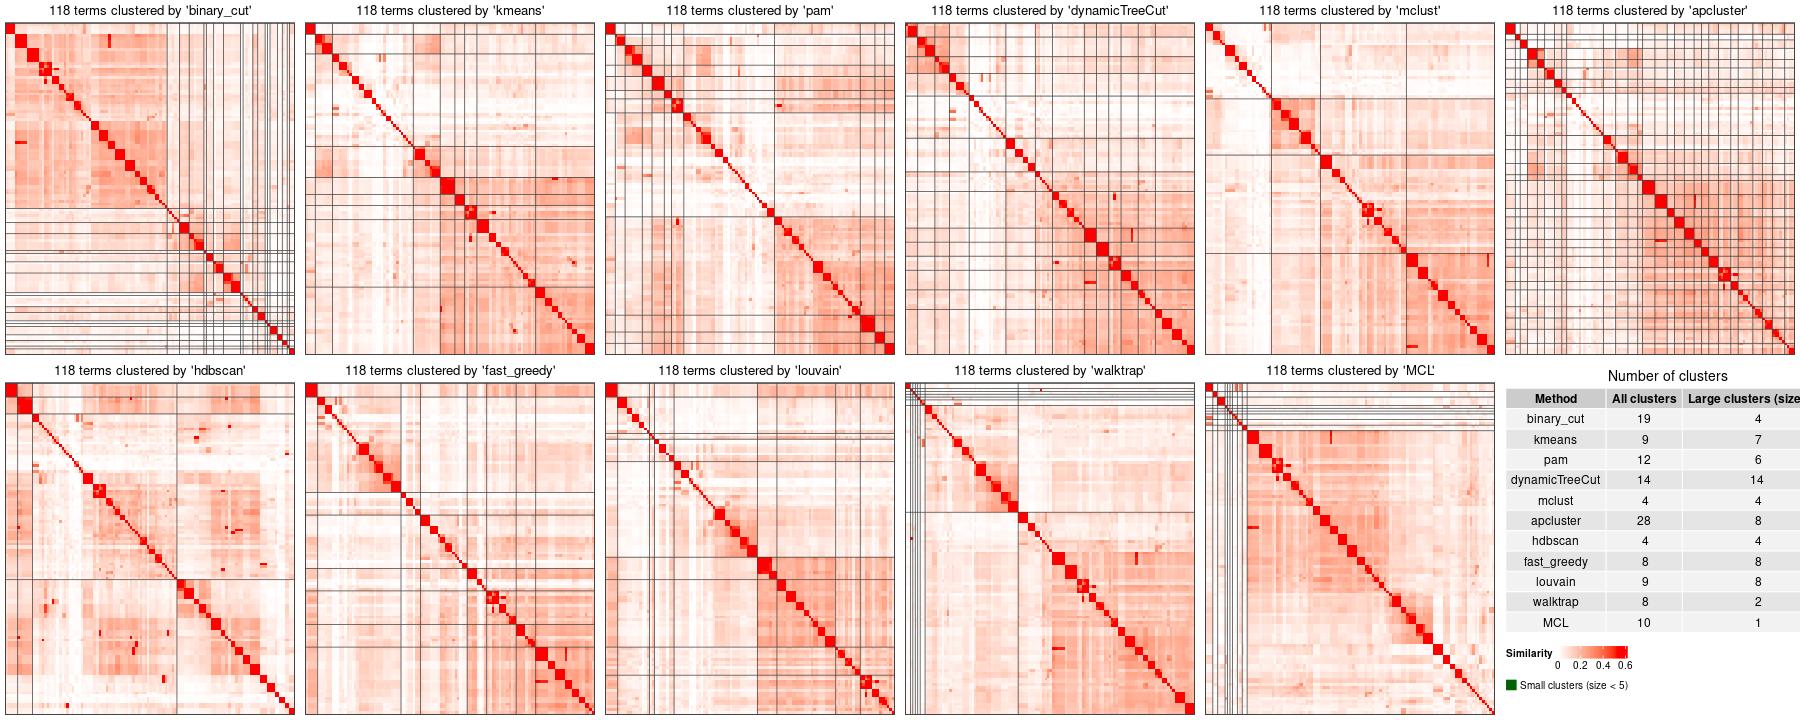 118 terms clustered by 'binary_cut'
118 terms clustered by 'kmeans'
118 terms clustered by 'pam'
118 terms clustered by 'dynamicTreeCut'
118 terms clustered by 'mclust'
118 terms clustered by 'apcluster'
118 terms clustered by 'hdbscan'
118 terms clustered by 'fast_greedy'
118 terms clustered by 'louvain'
118 terms clustered by 'walktrap'
118 terms clustered by 'MCL'
Number of clusters
Method All clusters Large clusters (size
binary_cut 19 4
kmeans 9 7
pam 12 6
dynamicTreeCut 14 14
mclust 4 4
apcluster 28 8
hdbscan 4 4
fast_greedy 8 8
louvain 9 8
walktrap 8 2
MCL 10 1
Similarity
0 0.2 0.4 0.6
Small clusters (size < 5)